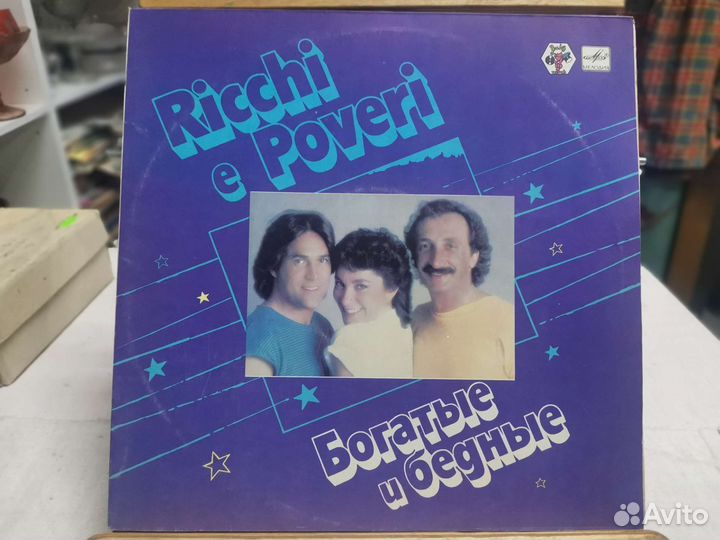 Ricchi
e Poveri
МЕЛОДИЯ
Богатые
и бедные
Avito